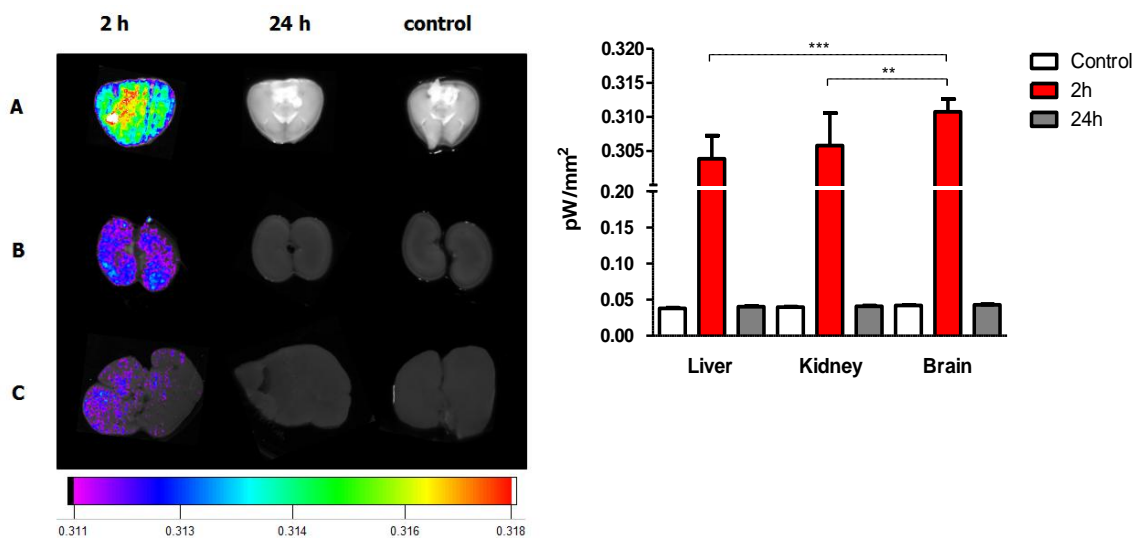 2 h 24 h control
A
B
C
0.311 0.313 0.314 0.316 0.318
0.320
0.315
0.310
0.305
0.20
0.15
0.10
0.05
0.00
pW/mm²
***
**
Liver Kidney Brain
Control
2h
24h